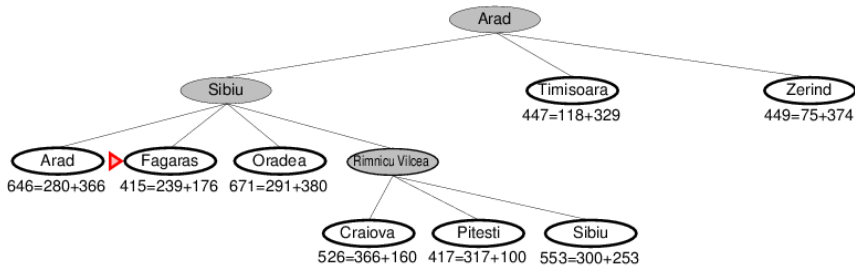 Arad
Sibiu
Timisoara
Zerind
447=118+329
449=75+374
Arad
Fagaras
Oradea
Rimnicu Vilcea
646=280+366
415=239+176
671=291+380
Craiova
Pitesti
Sibiu
526=366+160
417=317+100
553=300+253